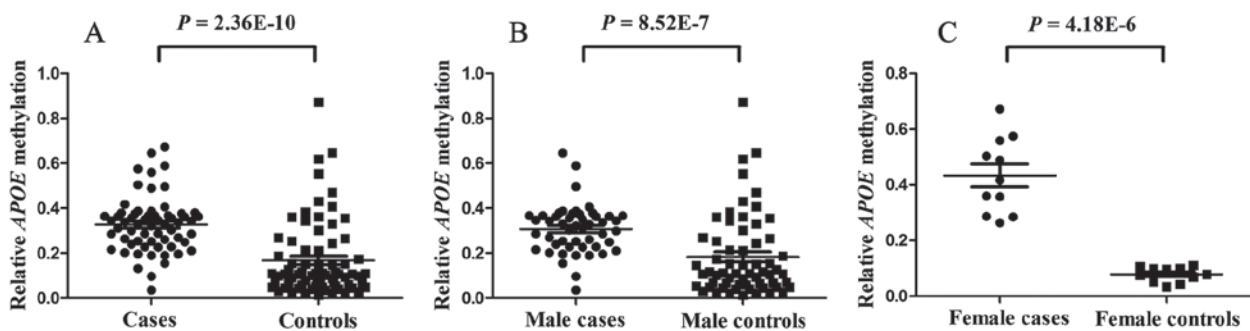 A
P = 2.36E-10
Relative APOE methylation
1.0
0.8
0.6
0.4
0.2
0.0
Cases Controls
B
P = 8.52E-7
Relative APOE methylation
1.0
0.8
0.6
0.4
0.2
0.0
Male cases Male controls
C
P = 4.18E-6
Relative APOE methylation
0.8
0.6
0.4
0.2
0.0
Female cases Female controls